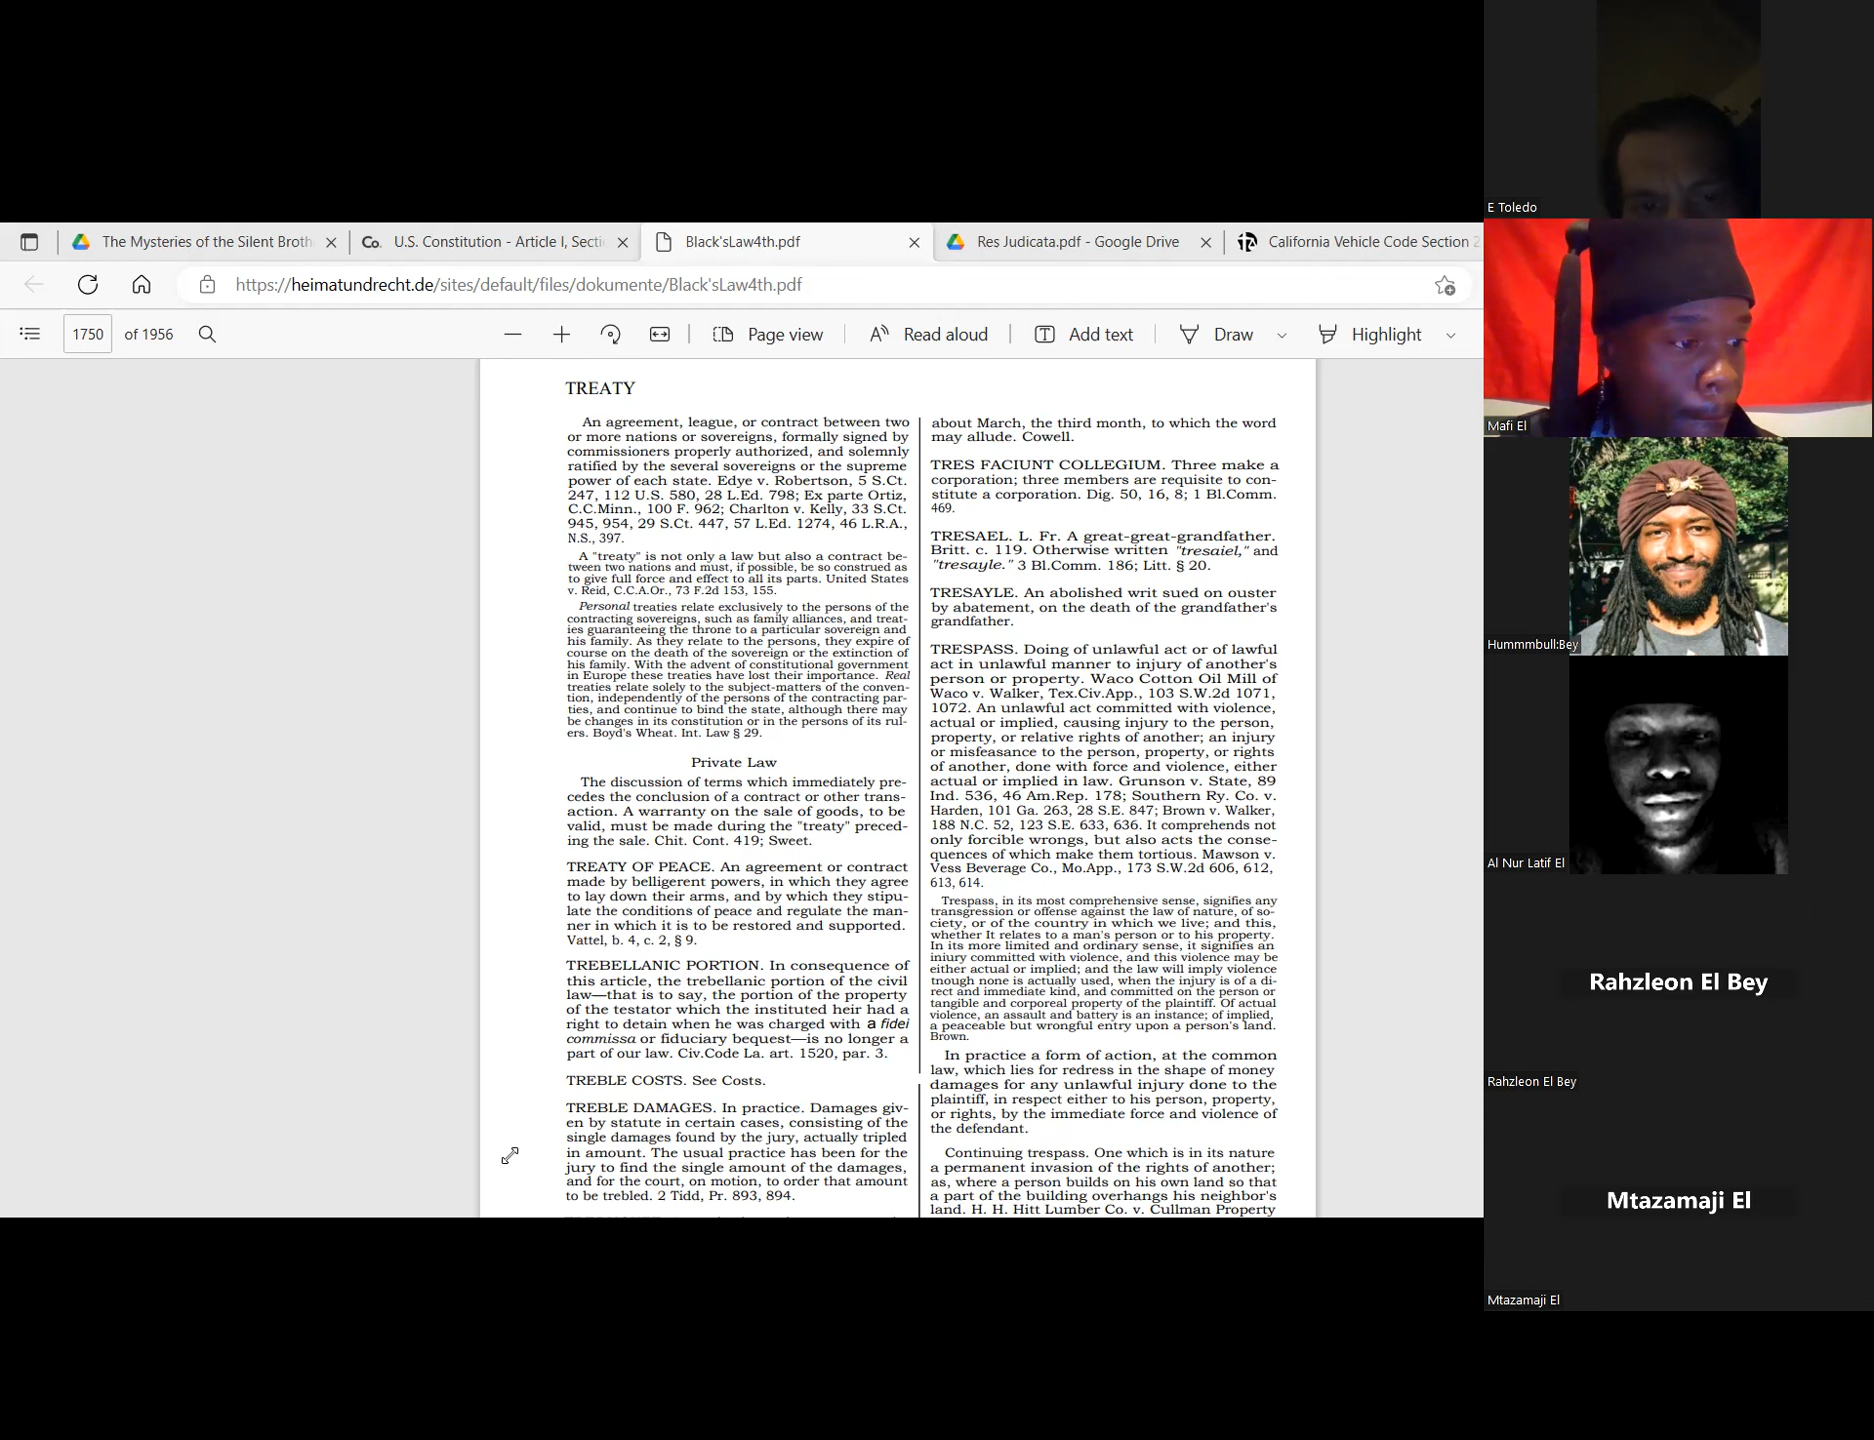 The Mysteries of the Silent Broth
Co. U.S. Constitution - Article I, Secti
Black'sLaw4th.pdf
Res Judicata.pdf - Google Drive
California Vehicle Code Section 2
https://heimatundrecht.de/sites/default/files/dokumente/Black'sLaw4th.pdf
1750 of 1956
Page view
Read aloud
Add text
Draw
Highlight
TREATY
An agreement, league, or contract between two
or more nations or sovereigns, formally signed by
commissioners properly authorized, and solemnly
ratified by the several sovereigns or the supreme
power of each state. Edye v. Robertson, 5 S.Ct.
247, 112 U.S. 580, 28 L.Ed. 798; Ex parte Ortiz,
C.C.Minn., 100 F. 962; Charlton v. Kelly, 33 S.Ct.
945, 954, 29 S.Ct. 447, 57 L.Ed. 1274, 46 L.R.A.,
N.S., 397.
A "treaty" is not only a law but also a contract be-
tween two nations and must, if possible, be so construed as
to give full force and effect to all its parts. United States
v. Reid, C.C.A.Or., 73 F.2d 153, 155.
Personal treaties relate exclusively to the persons of the
contracting sovereigns, such as family alliances, and treat-
ies guaranteeing the throne to a particular sovereign and
his family. As they relate to the persons, they expire of
course on the death of the sovereign or the extinction of
his family. With the advent of constitutional government
in Europe these treaties have lost their importance. Real
treaties relate solely to the subject-matters of the conven-
tion, independently of the persons of the contracting par-
ties, and continue to bind the state, although there may
be changes in its constitution or in the persons of its rul-
ers. Boyd's Wheat. Int. Law § 29.
Private Law
The discussion of terms which immediately pre-
cedes the conclusion of a contract or other trans-
action. A warranty on the sale of goods, to be
valid, must be made during the "treaty" preced-
ing the sale. Chit. Cont. 419; Sweet.
TREATY OF PEACE. An agreement or contract
made by belligerent powers, in which they agree
to lay down their arms, and by which they stipu-
late the conditions of peace and regulate the man-
ner in which it is to be restored and supported.
Vattel, b. 4, c. 2, § 9.
TREBELLANIC PORTION. In consequence of
this article, the trebellanic portion of the civil
law—that is to say, the portion of the property
of the testator which the instituted heir had a
right to detain when he was charged with a fidei
commissa or fiduciary bequest—is no longer a
part of our law. Civ.Code La. art. 1520, par. 3.
TREBLE COSTS. See Costs.
TREBLE DAMAGES. In practice. Damages giv-
en by statute in certain cases, consisting of the
single damages found by the jury, actually tripled
in amount. The usual practice has been for the
jury to find the single amount of the damages,
and for the court, on motion, to order that amount
to be trebled. 2 Tidd, Pr. 893, 894.
about March, the third month, to which the word
may allude. Cowell.
TRES FACIUNT COLLEGIUM. Three make a
corporation; three members are requisite to con-
stitute a corporation. Dig. 50, 16, 8; 1 Bl.Comm.
469.
TRESAEL. L. Fr. A great-great-grandfather.
Britt. c. 119. Otherwise written "tresaiel," and
"tresayle." 3 Bl.Comm. 186; Litt. § 20.
TRESAYLE. An abolished writ sued on ouster
by abatement, on the death of the grandfather's
grandfather.
TRESPASS. Doing of unlawful act or of lawful
act in unlawful manner to injury of another's
person or property. Waco Cotton Oil Mill of
Waco v. Walker, Tex.Civ.App., 103 S.W.2d 1071,
1072. An unlawful act committed with violence,
actual or implied, causing injury to the person,
property, or relative rights of another; an injury
or misfeasance to the person, property, or rights
of another, done with force and violence, either
actual or implied in law. Grunson v. State, 89
Ind. 536, 46 Am.Rep. 178; Southern Ry. Co. v.
Harden, 101 Ga. 263, 28 S.E. 847; Brown v. Walker,
188 N.C. 52, 123 S.E. 633, 636. It comprehends not
only forcible wrongs, but also acts the conse-
quences of which make them tortious. Mawson v.
Vess Beverage Co., Mo.App., 173 S.W.2d 606, 612,
613, 614.
Trespass, in its most comprehensive sense, signifies any
transgression or offense against the law of nature, of so-
ciety, or of the country in which we live; and this,
whether It relates to a man's person or to his property.
In its more limited and ordinary sense, it signifies an
iniury committed with violence, and this violence may be
either actual or implied; and the law will imply violence
tnough none is actually used, when the injury is of a di-
rect and immediate kind, and committed on the person or
tangible and corporeal property of the plaintiff. Of actual
violence, an assault and battery is an instance; of implied,
a peaceable but wrongful entry upon a person's land.
Brown.
In practice a form of action, at the common
law, which lies for redress in the shape of money
damages for any unlawful injury done to the
plaintiff, in respect either to his person, property,
or rights, by the immediate force and violence of
the defendant.
Continuing trespass. One which is in its nature
a permanent invasion of the rights of another;
as, where a person builds on his own land so that
a part of the building overhangs his neighbor's
land. H. H. Hitt Lumber Co. v. Cullman Property
E Toledo
Mafi El
Hummmbull:Bey
Al Nur Latif El
Rahzleon El Bey
Rahzleon El Bey
Mtazamaji El
Mtazamaji El